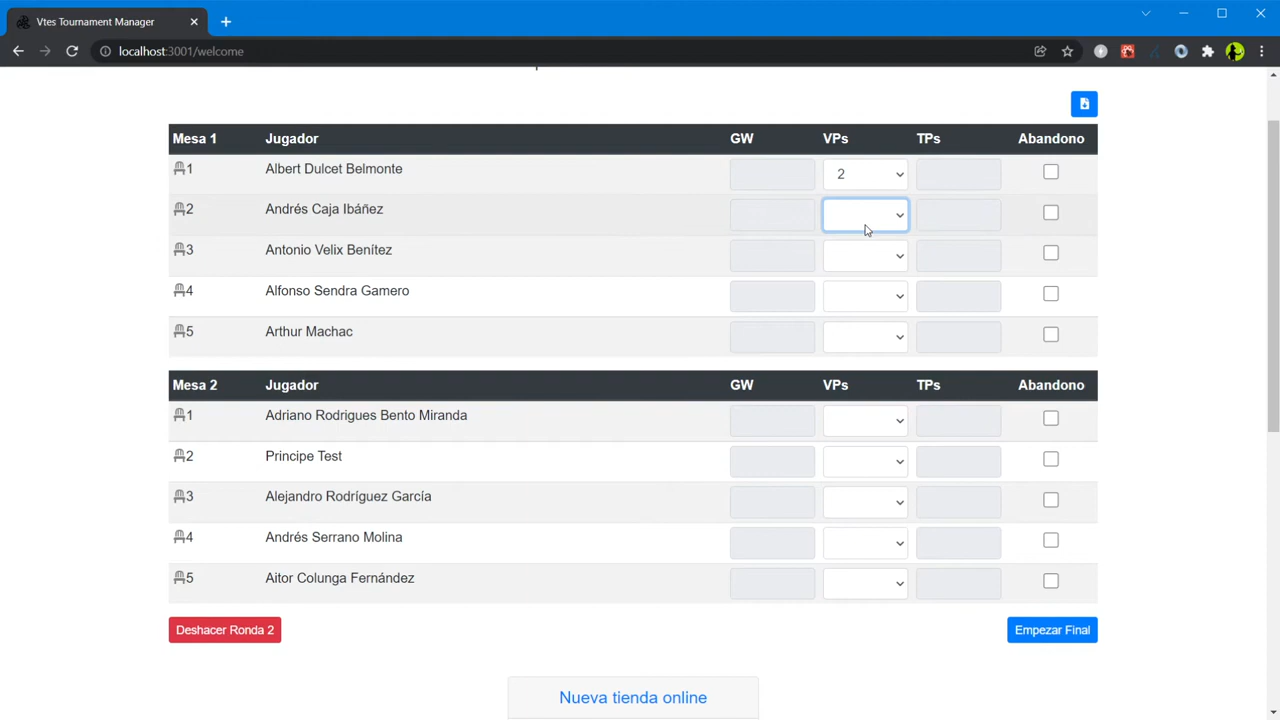 Vtes Tournament Manager
localhost:3001/welcome
Mesa 1 Jugador GW VPs TPs Abandono
1 Albert Dulcet Belmonte 2
2 Andrés Caja Ibáñez
3 Antonio Velix Benítez
4 Alfonso Sendra Gamero
5 Arthur Machac
Mesa 2 Jugador GW VPs TPs Abandono
1 Adriano Rodrigues Bento Miranda
2 Principe Test
3 Alejandro Rodríguez García
4 Andrés Serrano Molina
5 Aitor Colunga Fernández
Deshacer Ronda 2 Empezar Final
Nueva tienda online